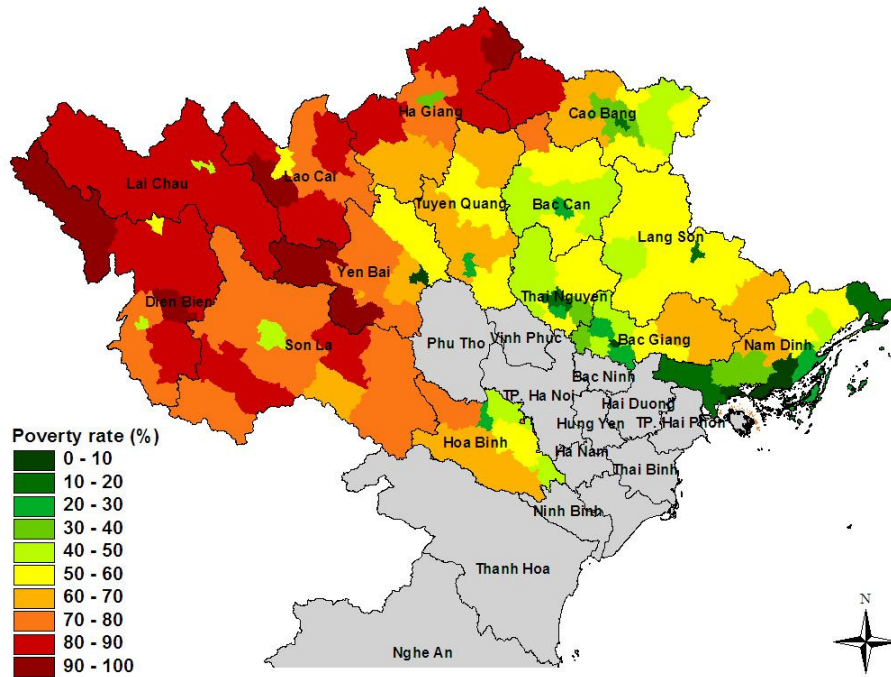 Ha Giang
Cao Bang
Lai Chau
Lao Cai
Tuyen Quang
Bac Can
Lang Son
Yen Bai
Dien Bien
Thai Nguyen
Son La
Phu Tho
Vinh Phuc
Bac Giang
Nam Dinh
Bac Ninh
TP. Ha Noi
Hai Duong
Hung Yen
TP. Hai Phon
Hoa Binh
Ha Nam
Thai Binh
Ninh Binh
Thanh Hoa
Nghe An
Poverty rate (%)
0 - 10
10 - 20
20 - 30
30 - 40
40 - 50
50 - 60
60 - 70
70 - 80
80 - 90
90 - 100
N